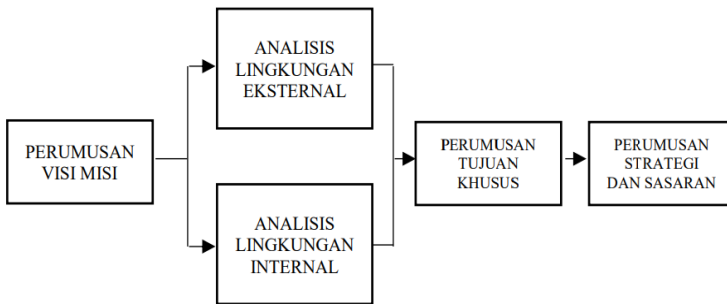 PERUMUSAN
VISI MISI
ANALISIS
LINGKUNGAN
EKSTERNAL
ANALISIS
LINGKUNGAN
INTERNAL
PERUMUSAN
TUJUAN
KHUSUS
PERUMUSAN
STRATEGI
DAN SASARAN